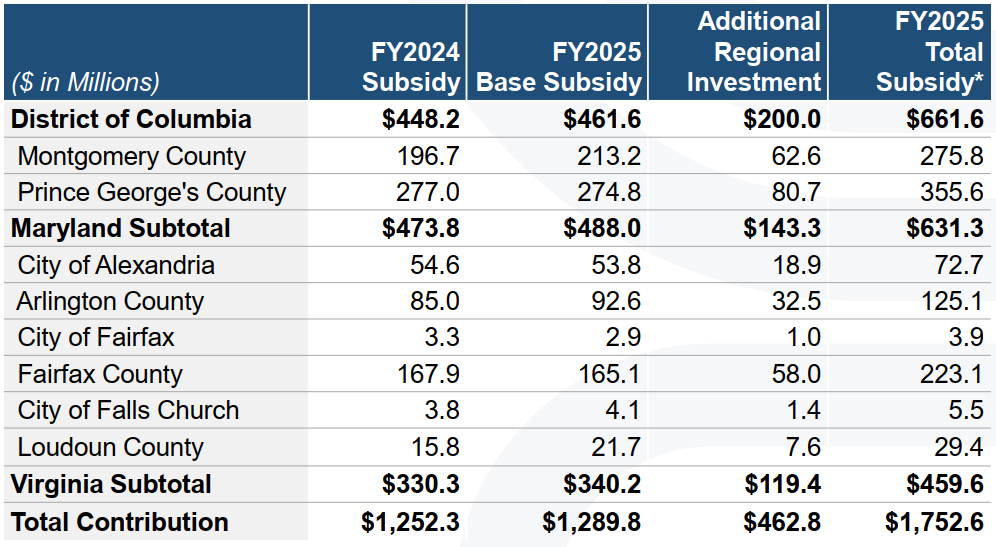 ($ in Millions) FY2024 Subsidy FY2025 Base Subsidy Additional Regional Investment FY2025 Total Subsidy*
District of Columbia $448.2 $461.6 $200.0 $661.6
Montgomery County 196.7 213.2 62.6 275.8
Prince George's County 277.0 274.8 80.7 355.6
Maryland Subtotal $473.8 $488.0 $143.3 $631.3
City of Alexandria 54.6 53.8 18.9 72.7
Arlington County 85.0 92.6 32.5 125.1
City of Fairfax 3.3 2.9 1.0 3.9
Fairfax County 167.9 165.1 58.0 223.1
City of Falls Church 3.8 4.1 1.4 5.5
Loudoun County 15.8 21.7 7.6 29.4
Virginia Subtotal $330.3 $340.2 $119.4 $459.6
Total Contribution $1,252.3 $1,289.8 $462.8 $1,752.6